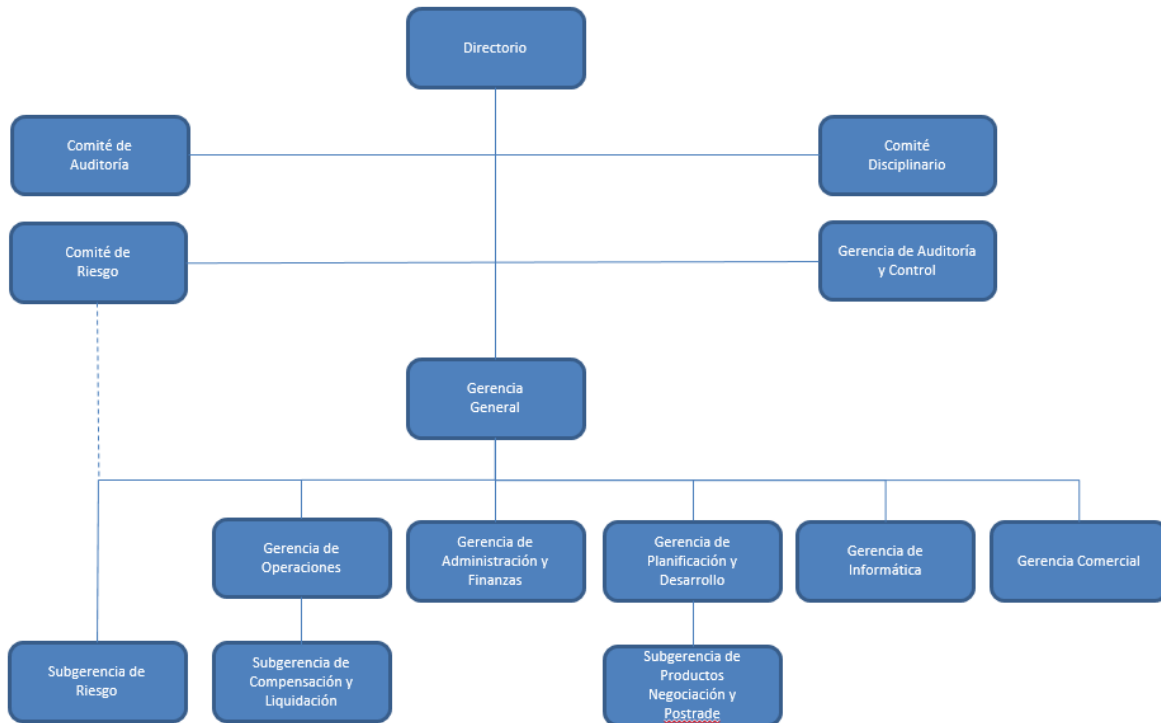 Directorio
Comité de
Auditoría
Comité
Disciplinario
Comité de
Riesgo
Gerencia de Auditoría
y Control
Gerencia
General
Gerencia de
Operaciones
Gerencia de
Administración y
Finanzas
Gerencia de
Planificación y
Desarrollo
Gerencia de
Informática
Gerencia Comercial
Subgerencia de
Riesgo
Subgerencia de
Compensación y
Liquidación
Subgerencia de
Productos
Negociación y
Postrade